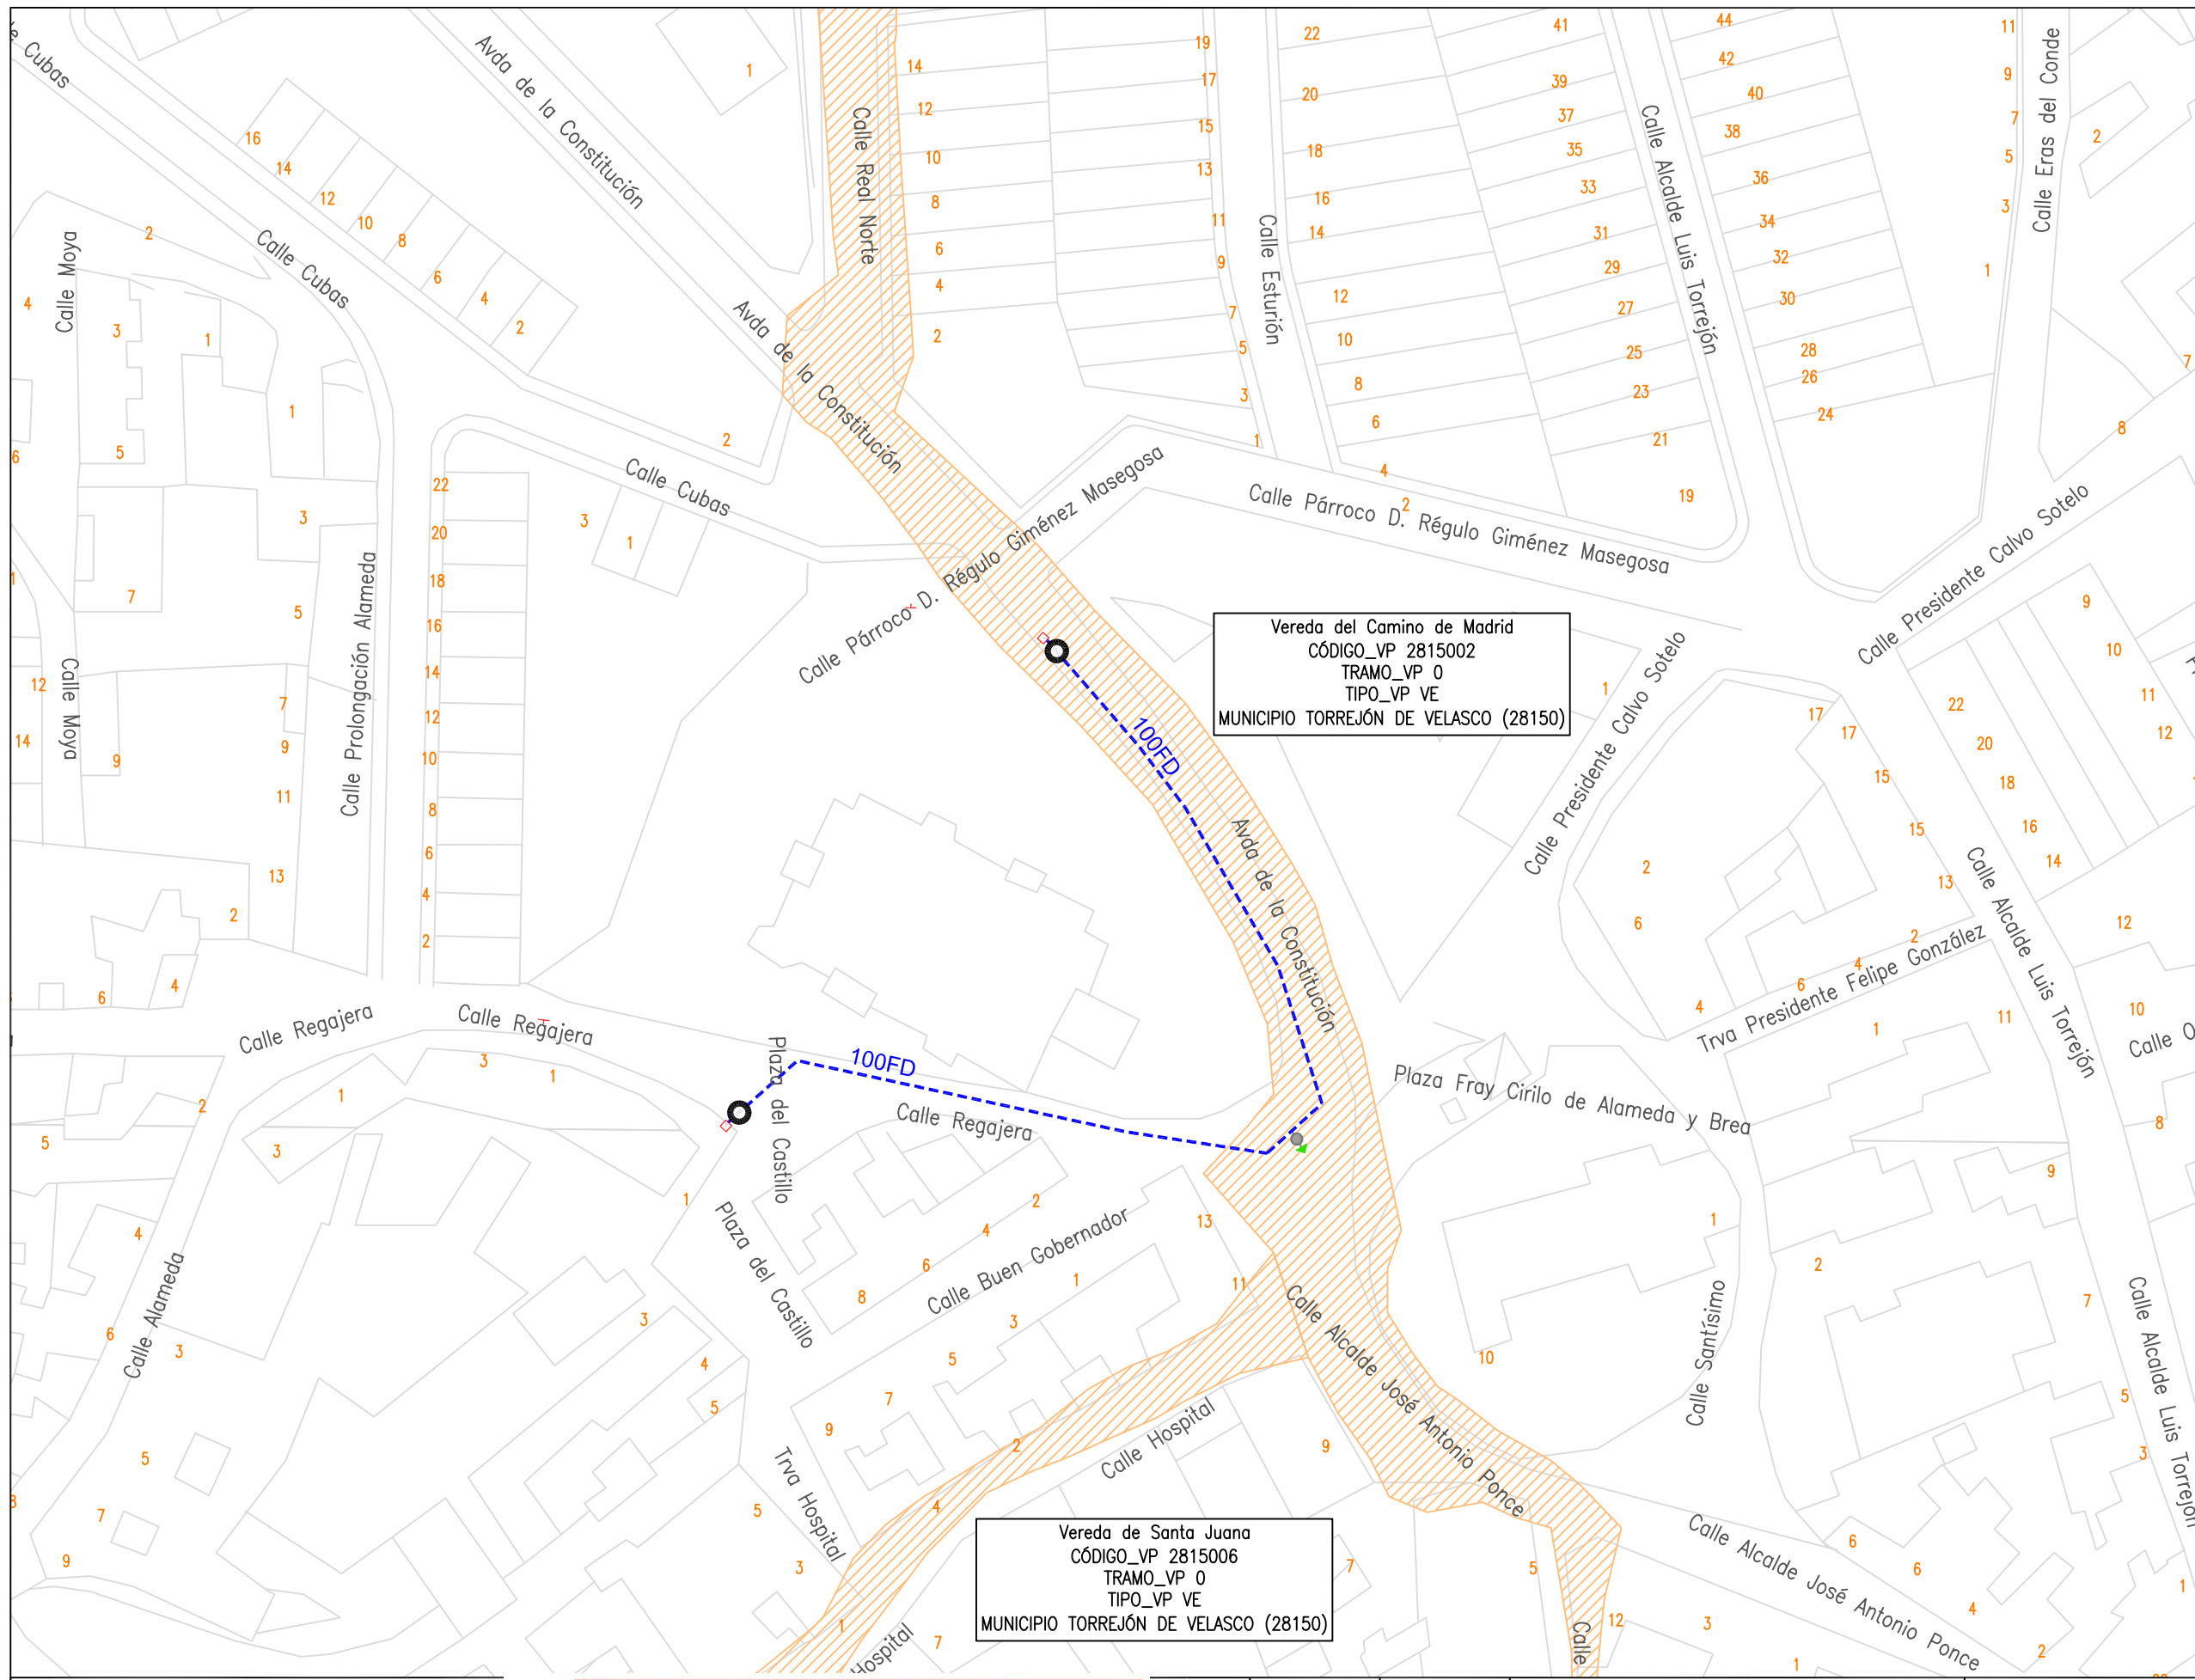 Calle Cubas
Avda de la Constitución
Calle Real Norte
Calle Eras del Conde
Calle Alcalde Luis Torrejón
Calle Esturión
Calle Moya
Calle Cubas
Avda de la Constitución
Calle Cubas
Calle Párroco D. Régulo Giménez Masegosa
Calle Párroco D. Régulo Giménez Masegosa
Calle Presidente Calvo Sotelo
Calle Prolongación Alameda
Calle Moya
Vereda del Camino de Madrid
CÓDIGO_VP 2815002
TRAMO_VP 0
TIPO_VP VE
MUNICIPIO TORREJÓN DE VELASCO (28150)
Calle Presidente Calvo Sotelo
100FD
Avda de la Constitución
Calle Alcalde Luis Torrejón
Trva Presidente Felipe González
Calle Regajera
Calle Regajera
Plaza del Castillo
100FD
Calle Regajera
Plaza Fray Cirilo de Alameda y Brea
Calle O
Plaza del Castillo
Calle Buen Gobernador
Calle Alameda
Calle Alcalde José Antonio Ponce
Calle Santísimo
Calle Alcalde Luis Torrejón
Calle Hospital
Trva Hospital
Vereda de Santa Juana
CÓDIGO_VP 2815006
TRAMO_VP 0
TIPO_VP VE
MUNICIPIO TORREJÓN DE VELASCO (28150)
Calle Alcalde José Antonio Ponce
Hospital
Calle